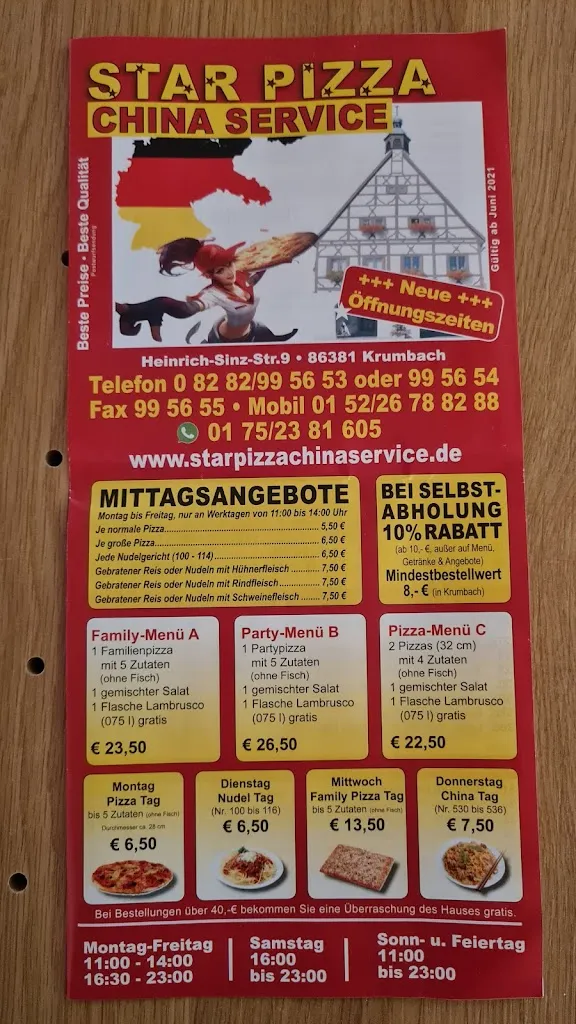 STAR PIZZA
CHINA SERVICE
Beste Preise · Beste Qualität
Postwurfsendung
Gültig ab Juni 2021
+++ Neue +++
Öffnungszeiten
Heinrich-Sinz-Str.9 • 86381 Krumbach
Telefon 0 82 82/99 56 53 oder 99 56 54
Fax 99 56 55 • Mobil 01 52/26 78 82 88
01 75/23 81 605
www.starpizzachinaservice.de
MITTAGSANGEBOTE
Montag bis Freitag, nur an Werktagen von 11:00 bis 14:00 Uhr
Je normale Pizza 5,50 €
Je große Pizza 6,50 €
Jede Nudelgericht (100 - 114) 6,50 €
Gebratener Reis oder Nudeln mit Hühnerfleisch 7,50 €
Gebratener Reis oder Nudeln mit Rindfleisch 7,50 €
Gebratener Reis oder Nudeln mit Schweinefleisch 7,50 €
BEI SELBST-
ABHOLUNG
10% RABATT
(ab 10,- €, außer auf Menü,
Getränke & Angebote)
Mindestbestellwert
8,- € (in Krumbach)
Family-Menü A
1 Familienpizza
mit 5 Zutaten
(ohne Fisch)
1 gemischter Salat
1 Flasche Lambrusco
(075 l) gratis
€ 23,50
Party-Menü B
1 Partypizza
mit 5 Zutaten
(ohne Fisch)
1 gemischter Salat
1 Flasche Lambrusco
(075 l) gratis
€ 26,50
Pizza-Menü C
2 Pizzas (32 cm)
mit 4 Zutaten
(ohne Fisch)
1 gemischter Salat
1 Flasche Lambrusco
(075 l) gratis
€ 22,50
Montag
Pizza Tag
bis 5 Zutaten (ohne Fisch)
Durchmesser ca. 28 cm
€ 6,50
Dienstag
Nudel Tag
(Nr. 100 bis 116)
€ 6,50
Mittwoch
Family Pizza Tag
bis 5 Zutaten (ohne Fisch)
€ 13,50
Donnerstag
China Tag
(Nr. 530 bis 536)
€ 7,50
Bei Bestellungen über 40,-€ bekommen Sie eine Überraschung des Hauses gratis.
Montag-Freitag
11:00 - 14:00
16:30 - 23:00
Samstag
16:00
bis 23:00
Sonn- u. Feiertag
11:00
bis 23:00